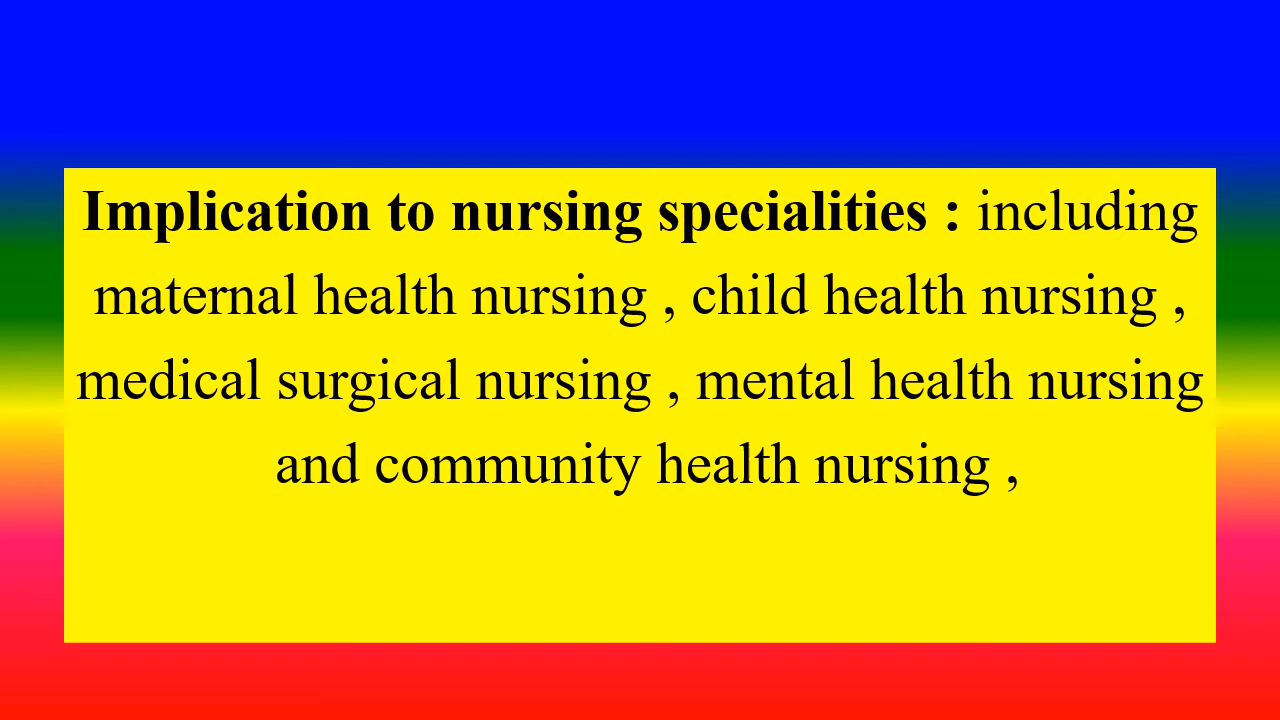 Implication to nursing specialities : including
maternal health nursing , child health nursing ,
medical surgical nursing , mental health nursing
and community health nursing ,